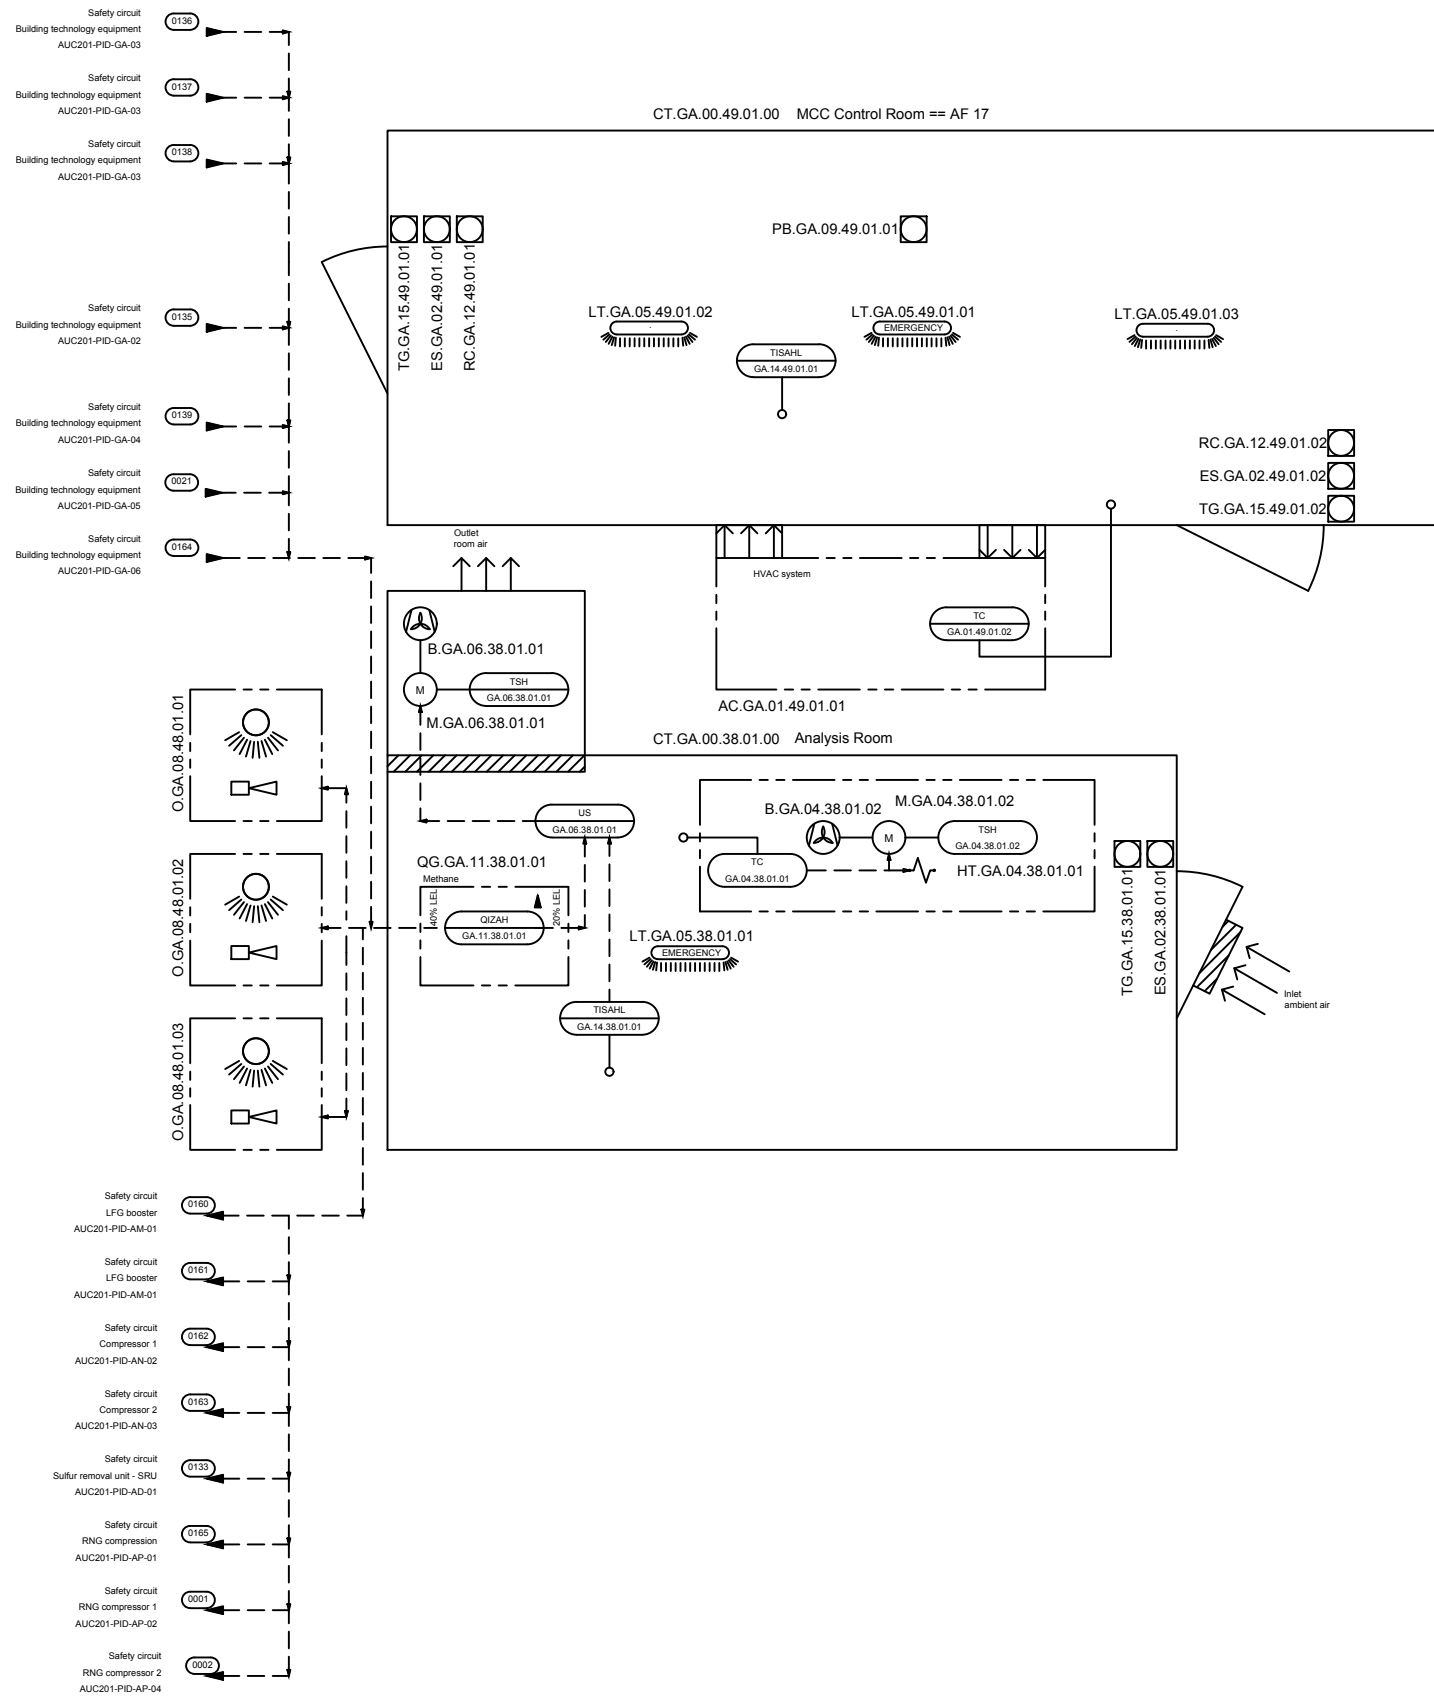 Safety circuit
Building technology equipment
AUC201-PID-GA-03
0136
Safety circuit
Building technology equipment
AUC201-PID-GA-03
0137
Safety circuit
Building technology equipment
AUC201-PID-GA-03
0138
Safety circuit
Building technology equipment
AUC201-PID-GA-02
0135
Safety circuit
Building technology equipment
AUC201-PID-GA-04
0139
Safety circuit
Building technology equipment
AUC201-PID-GA-05
0021
Safety circuit
Building technology equipment
AUC201-PID-GA-06
0164
CT.GA.00.49.01.00 MCC Control Room == AF 17
TG.GA.15.49.01.01
ES.GA.02.49.01.01
RC.GA.12.49.01.01
PB.GA.09.49.01.01
LT.GA.05.49.01.02
LT.GA.05.49.01.01
EMERGENCY
LT.GA.05.49.01.03
TISAHL
GA.14.49.01.01
RC.GA.12.49.01.02
ES.GA.02.49.01.02
TG.GA.15.49.01.02
Outlet
room air
HVAC system
TC
GA.01.49.01.02
AC.GA.01.49.01.01
B.GA.06.38.01.01
M
TSH
GA.06.38.01.01
M.GA.06.38.01.01
CT.GA.00.38.01.00 Analysis Room
O.GA.08.48.01.01
O.GA.08.48.01.02
O.GA.08.48.01.03
US
GA.06.38.01.01
QG.GA.11.38.01.01
Methane
40% LEL
20% LEL
QIZAH
GA.11.38.01.01
B.GA.04.38.01.02
M.GA.04.38.01.02
M
TSH
GA.04.38.01.02
TC
GA.04.38.01.01
HT.GA.04.38.01.01
LT.GA.05.38.01.01
EMERGENCY
TISAHL
GA.14.38.01.01
TG.GA.15.38.01.01
ES.GA.02.38.01.01
Inlet
ambient air
Safety circuit
LFG booster
AUC201-PID-AM-01
0160
Safety circuit
LFG booster
AUC201-PID-AM-01
0161
Safety circuit
Compressor 1
AUC201-PID-AN-02
0162
Safety circuit
Compressor 2
AUC201-PID-AN-03
0163
Safety circuit
Sulfur removal unit - SRU
AUC201-PID-AD-01
0133
Safety circuit
RNG compression
AUC201-PID-AP-01
0165
Safety circuit
RNG compressor 1
AUC201-PID-AP-02
0001
Safety circuit
RNG compressor 2
AUC201-PID-AP-04
0002